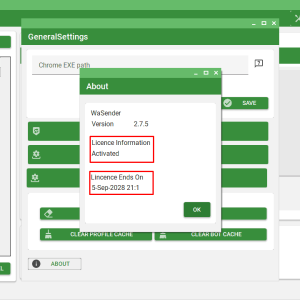 GeneralSettings
Chrome EXE path
SAVE
About
WaSender
Version 2.7.5
Licence Information
Activated
Lincence Ends On
5-Sep-2028 21:1
OK
CLEAR PROFILE CACHE
CLEAR BOT CACHE
ABOUT